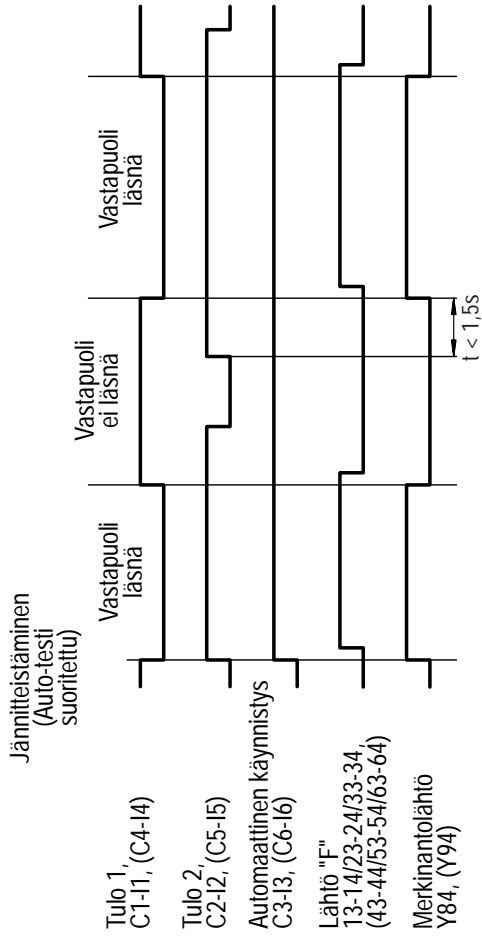 Jännitteistäminen
(Auto-testi
suoritettu)
Vastapuoli
läsnä
Vastapuoli
ei läsnä
Vastapuoli
läsnä
Tulo 1,
C1-I1, (C4-I4)
Tulo 2,
C2-I2, (C5-I5)
Automaattinen käynnistys
C3-I3, (C6-I6)
Lähtö "F"
13-14/23-24/33-34,
(43-44/53-54/63-64)
Merkinantolähtö
Y84, (Y94)
t < 1,5s